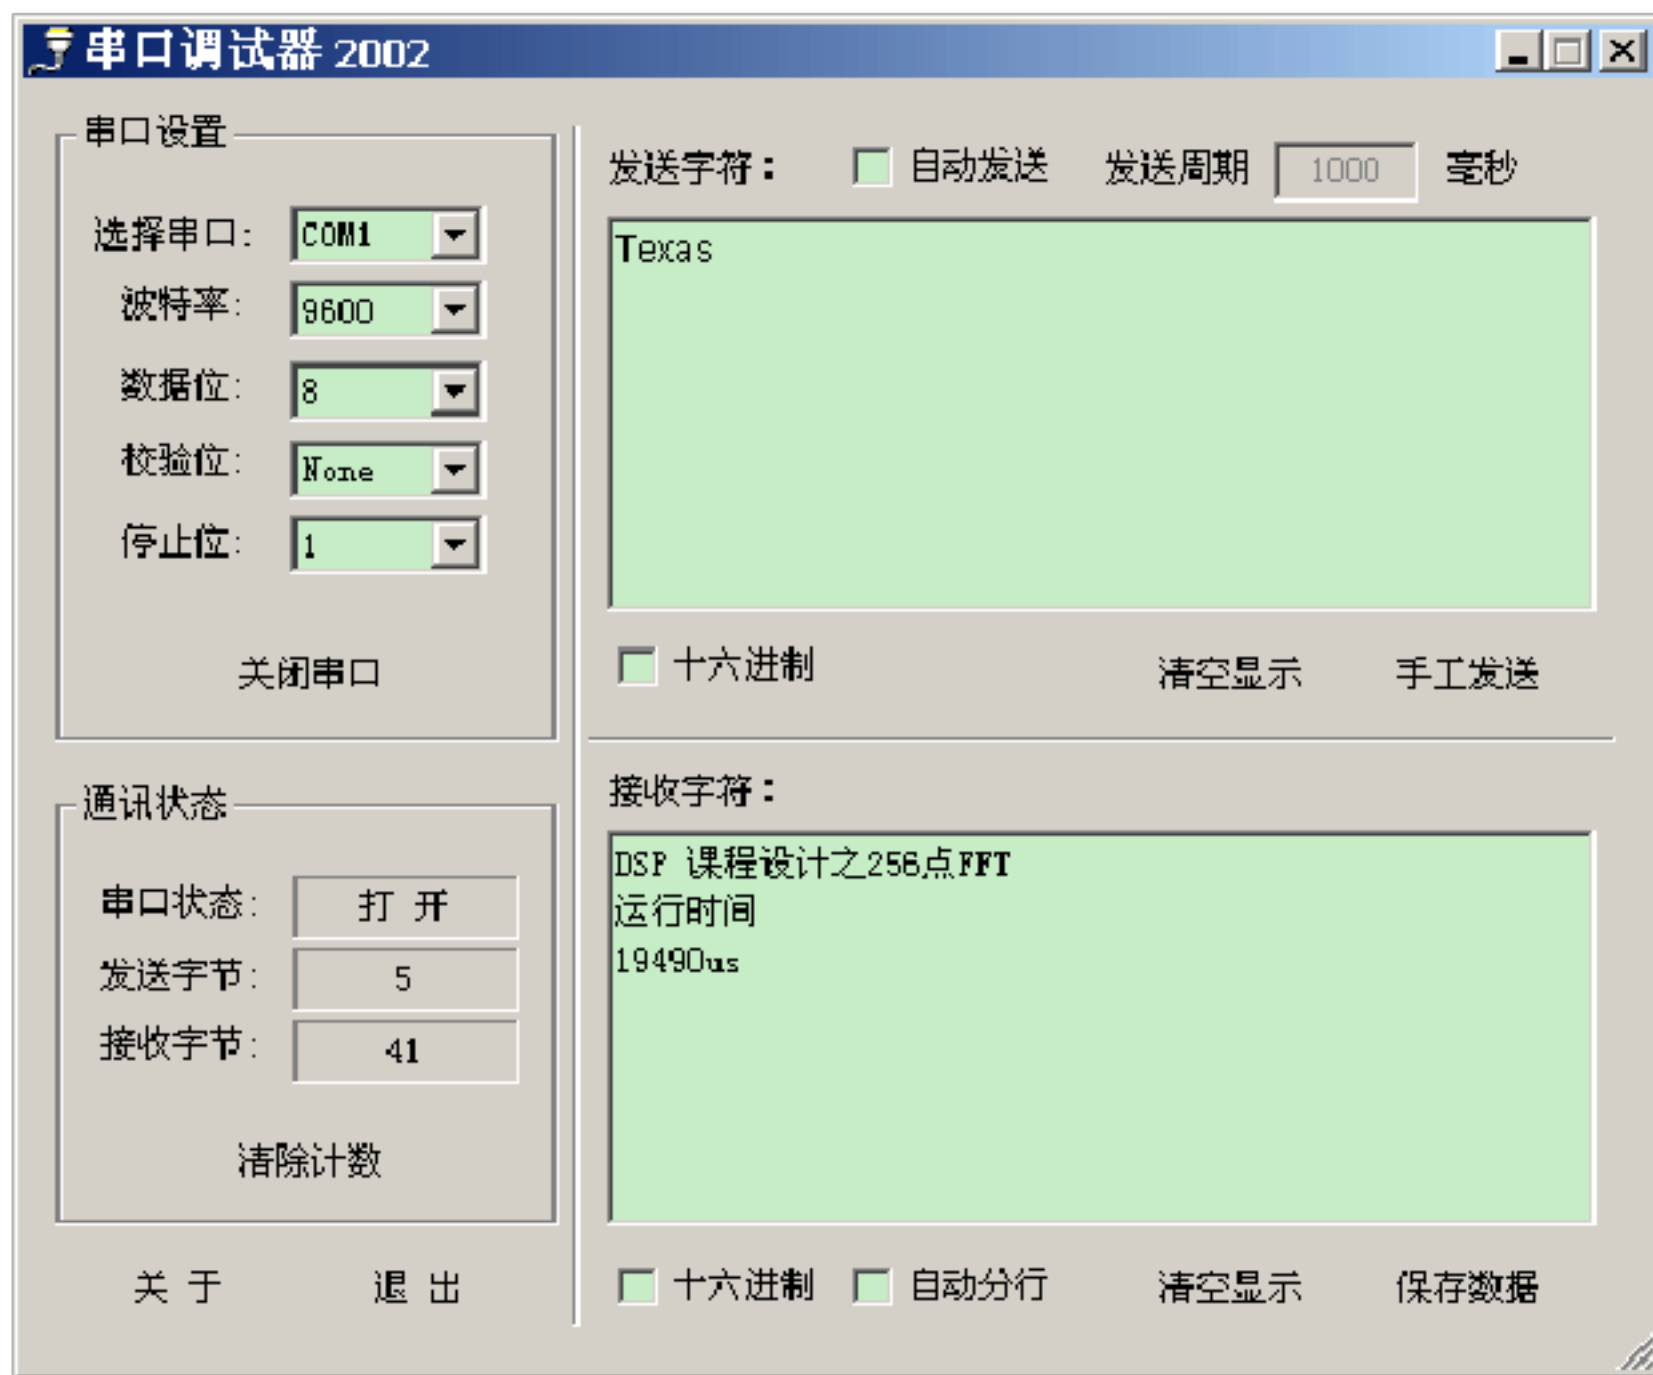 串口调试器 2002
串口设置
选择串口: COM1
波特率: 9600
数据位: 8
校验位: None
停止位: 1
关闭串口
通讯状态
串口状态: 打 开
发送字节: 5
接收字节: 41
清除计数
关 于 退 出
发送字符: 自动发送 发送周期 1000 毫秒
Texas
十六进制 清空显示 手工发送
接收字符:
DSP 课程设计之256点FFT
运行时间
19490us
十六进制 自动分行 清空显示 保存数据